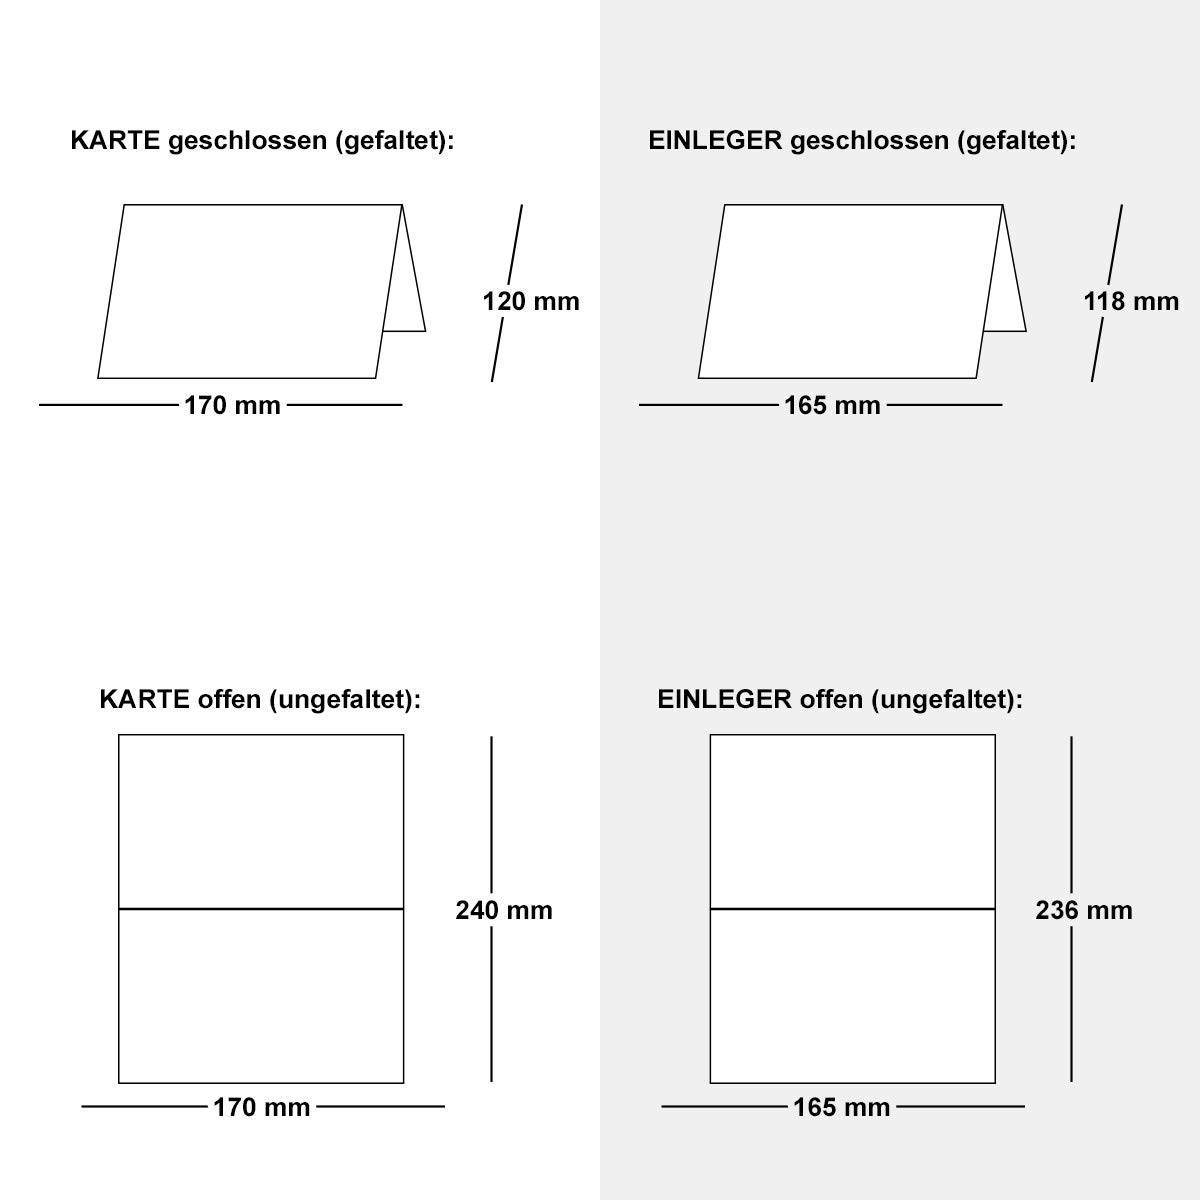 KARTE geschlossen (gefaltet):
120 mm
170 mm
EINLEGER geschlossen (gefaltet):
118 mm
165 mm
KARTE offen (ungefaltet):
240 mm
170 mm
EINLEGER offen (ungefaltet):
236 mm
165 mm